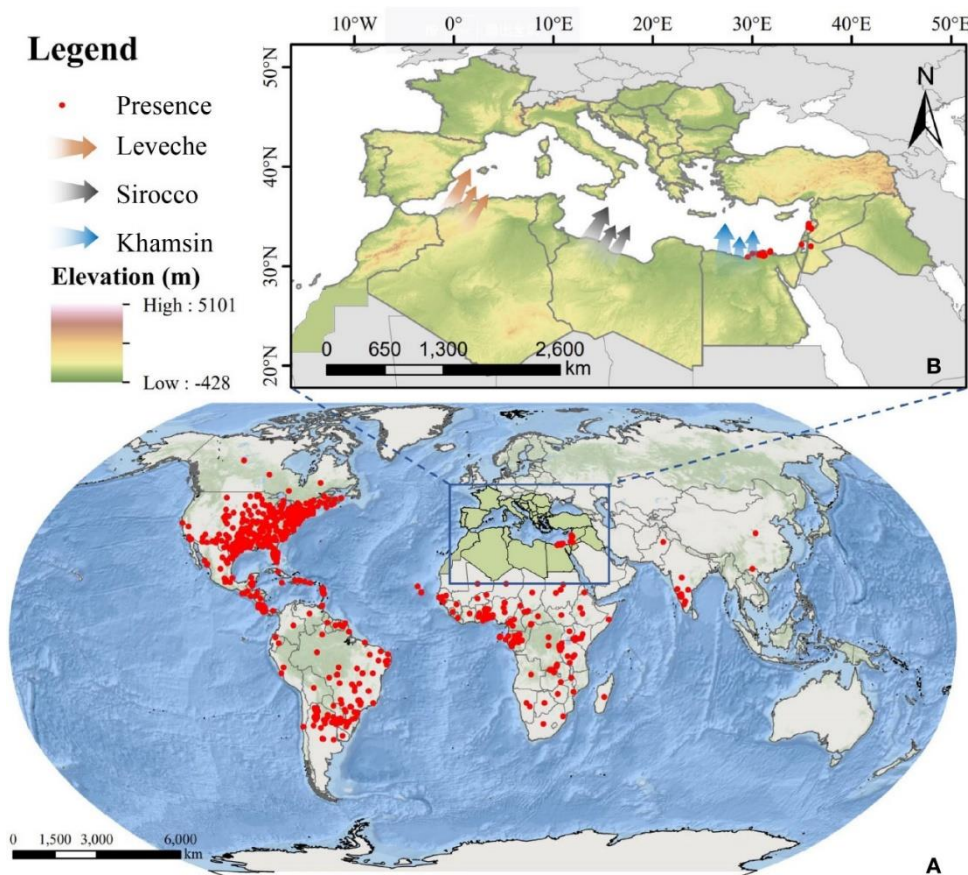 Legend
Presence
Leveche
Sirocco
Khamsin
Elevation (m)
High : 5101
Low : -428
10°W 0° 10°E 20°E 30°E 40°E 50°E
50°N
40°N
30°N
20°N
N
0 650 1,300 2,600
km
B
0 1,500 3,000 6,000
km
A